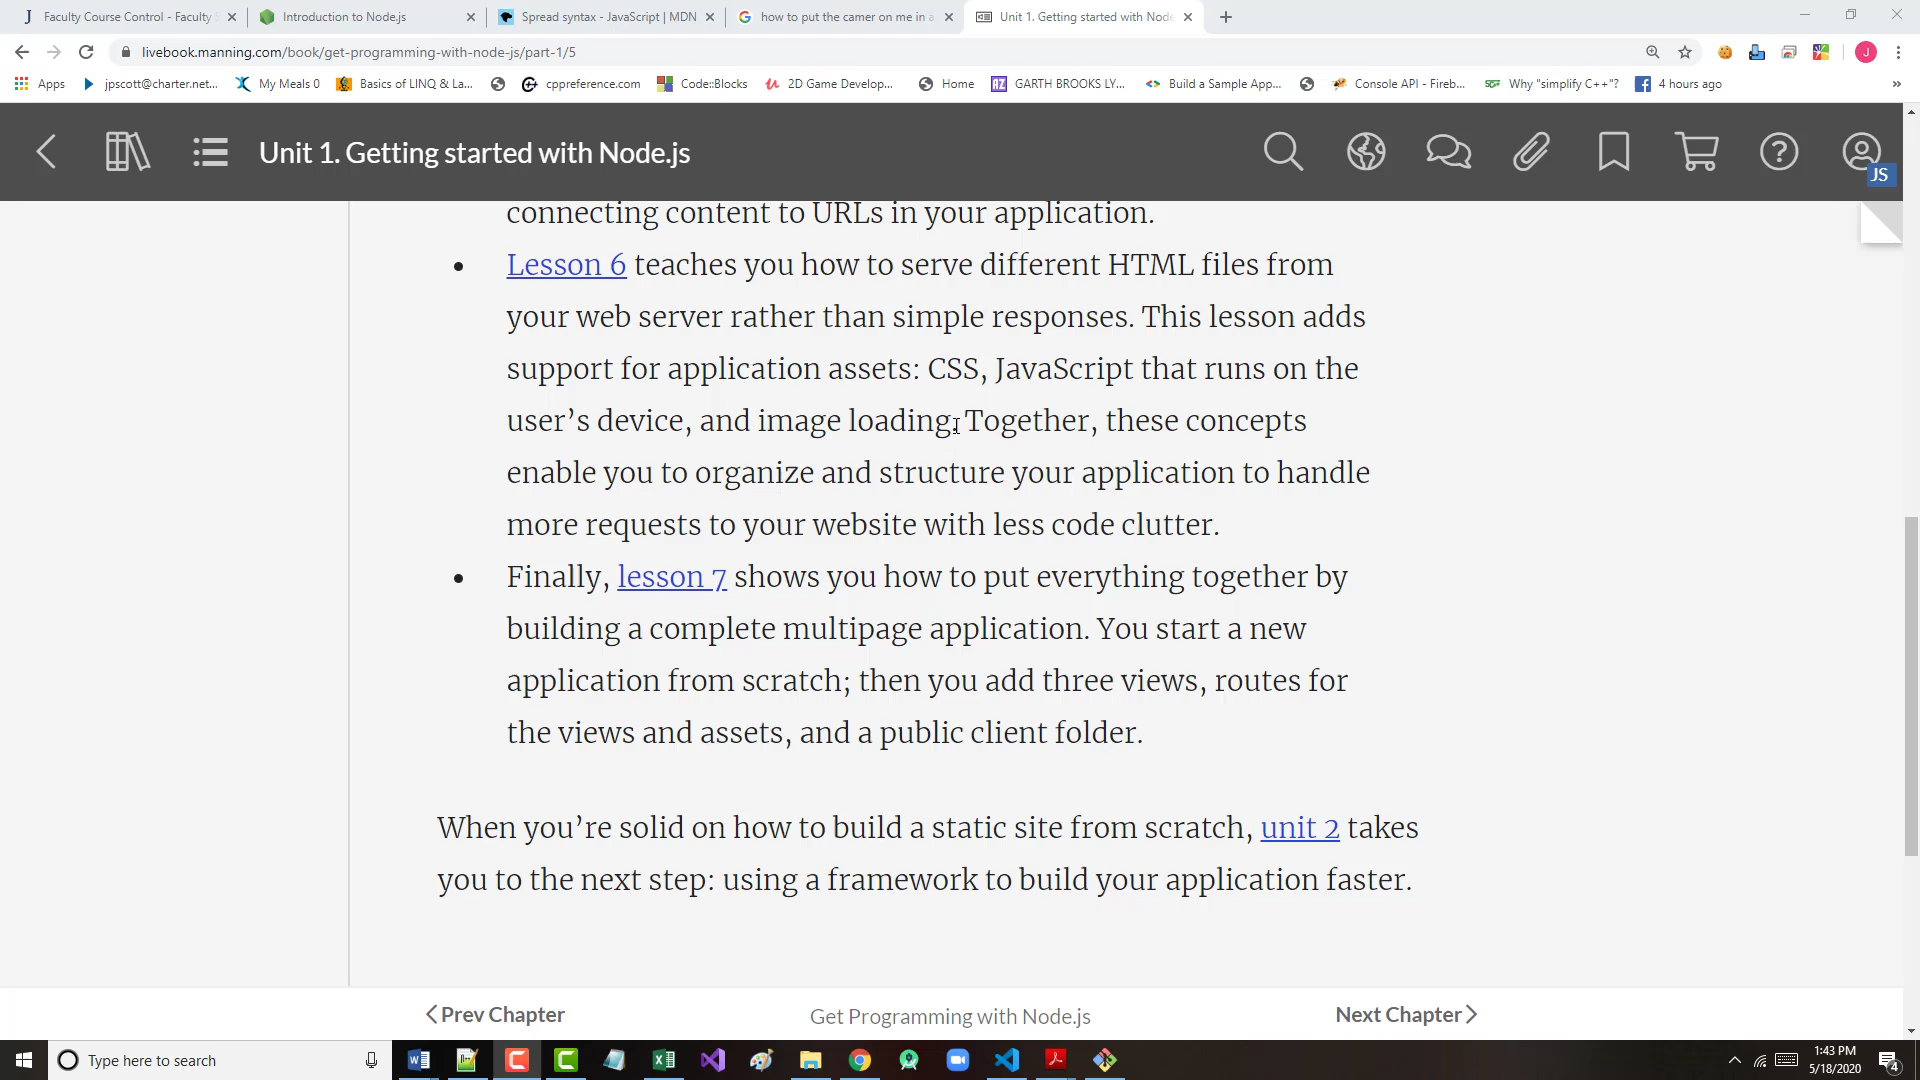 Faculty Course Control - Faculty
Introduction to Node.js
Spread syntax - JavaScript | MDN
how to put the camer on me in a
Unit 1. Getting started with Node
livebook.manning.com/book/get-programming-with-node-js/part-1/5
J
Apps
jpscott@charter.net...
My Meals 0
Basics of LINQ & La...
cppreference.com
Code::Blocks
2D Game Develop...
Home
GARTH BROOKS LY...
Build a Sample App...
Console API - Fireb...
Why "simplify C++"?
4 hours ago
Unit 1. Getting started with Node.js
JS
connecting content to URLs in your application.
Lesson 6 teaches you how to serve different HTML files from
your web server rather than simple responses. This lesson adds
support for application assets: CSS, JavaScript that runs on the
user’s device, and image loading. Together, these concepts
enable you to organize and structure your application to handle
more requests to your website with less code clutter.
Finally, lesson 7 shows you how to put everything together by
building a complete multipage application. You start a new
application from scratch; then you add three views, routes for
the views and assets, and a public client folder.
When you’re solid on how to build a static site from scratch, unit 2 takes
you to the next step: using a framework to build your application faster.
Prev Chapter
Get Programming with Node.js
Next Chapter
Type here to search
1:43 PM
5/18/2020
4